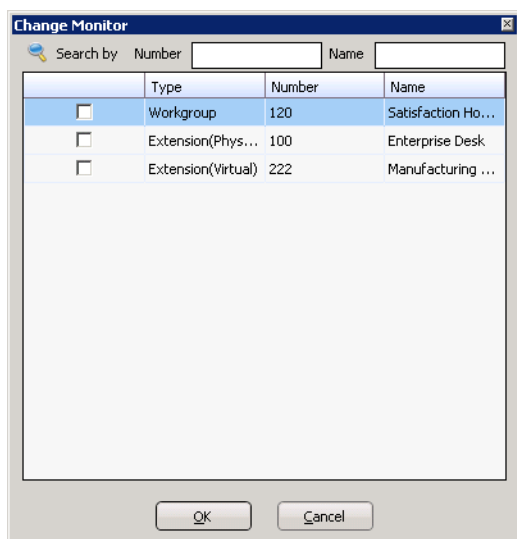 Change Monitor
Search by Number Name
Type Number Name
Workgroup 120 Satisfaction Ho...
Extension(Phys... 100 Enterprise Desk
Extension(Virtual) 222 Manufacturing ...
OK Cancel